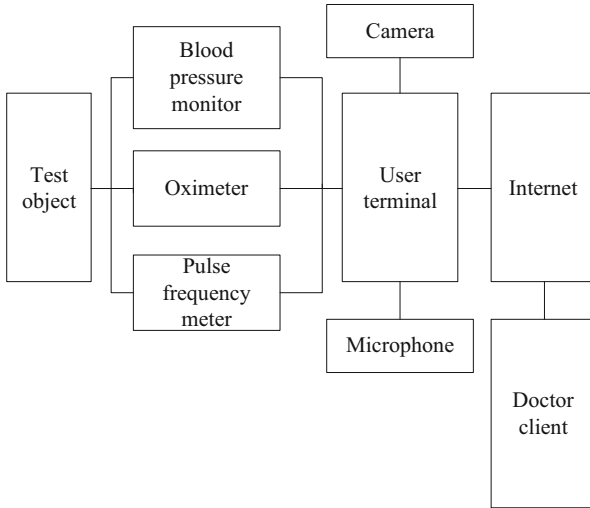 Camera
Blood
pressure
monitor
Test
object
Oximeter
User
terminal
Internet
Pulse
frequency
meter
Microphone
Doctor
client